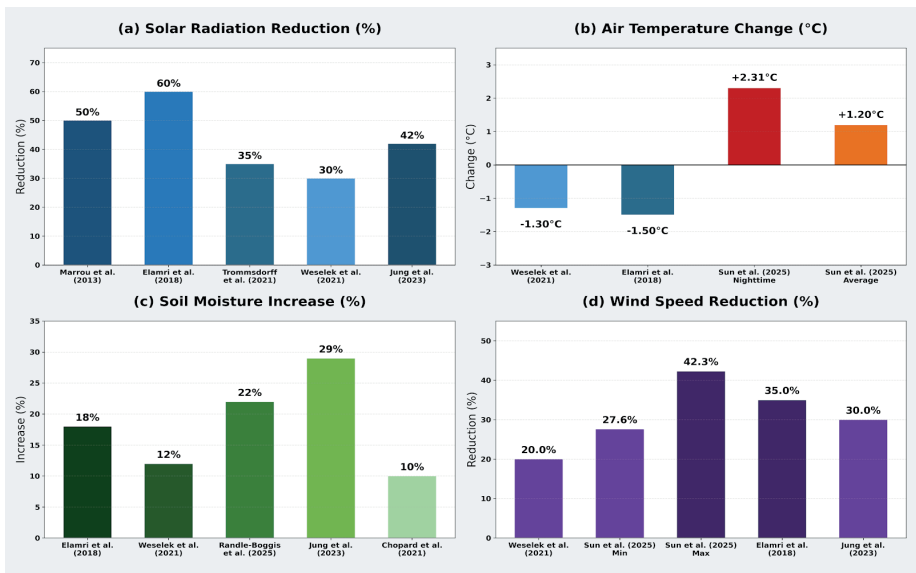 (a) Solar Radiation Reduction (%)
Reduction (%)
70
60
50
40
30
20
10
0
50%
60%
35%
30%
42%
Marrou et al.
(2013)
Elamri et al.
(2018)
Trommsdorff
et al. (2021)
Weselek et al.
(2021)
Jung et al.
(2023)
(b) Air Temperature Change (°C)
Change (°C)
3
2
1
0
−1
−2
−3
-1.30°C
-1.50°C
+2.31°C
+1.20°C
Weselek et al.
(2021)
Elamri et al.
(2018)
Sun et al. (2025)
Nighttime
Sun et al. (2025)
Average
(c) Soil Moisture Increase (%)
Increase (%)
35
30
25
20
15
10
5
0
18%
12%
22%
29%
10%
Elamri et al.
(2018)
Weselek et al.
(2021)
Randle-Boggis
et al. (2025)
Jung et al.
(2023)
Chopard et al.
(2021)
(d) Wind Speed Reduction (%)
Reduction (%)
50
40
30
20
10
0
20.0%
27.6%
42.3%
35.0%
30.0%
Weselek et al.
(2021)
Sun et al. (2025)
Min
Sun et al. (2025)
Max
Elamri et al.
(2018)
Jung et al.
(2023)